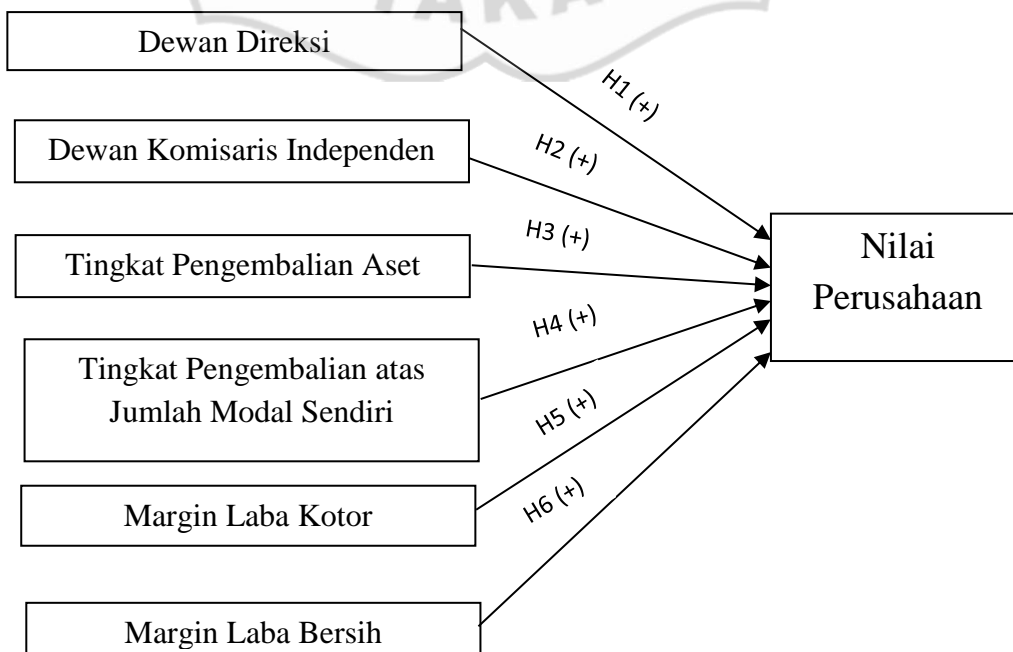 Dewan Direksi
H1 (+)
Dewan Komisaris Independen
H2 (+)
Tingkat Pengembalian Aset
H3 (+)
Nilai
Perusahaan
Tingkat Pengembalian atas
Jumlah Modal Sendiri
H4 (+)
Margin Laba Kotor
H5 (+)
Margin Laba Bersih
H6 (+)